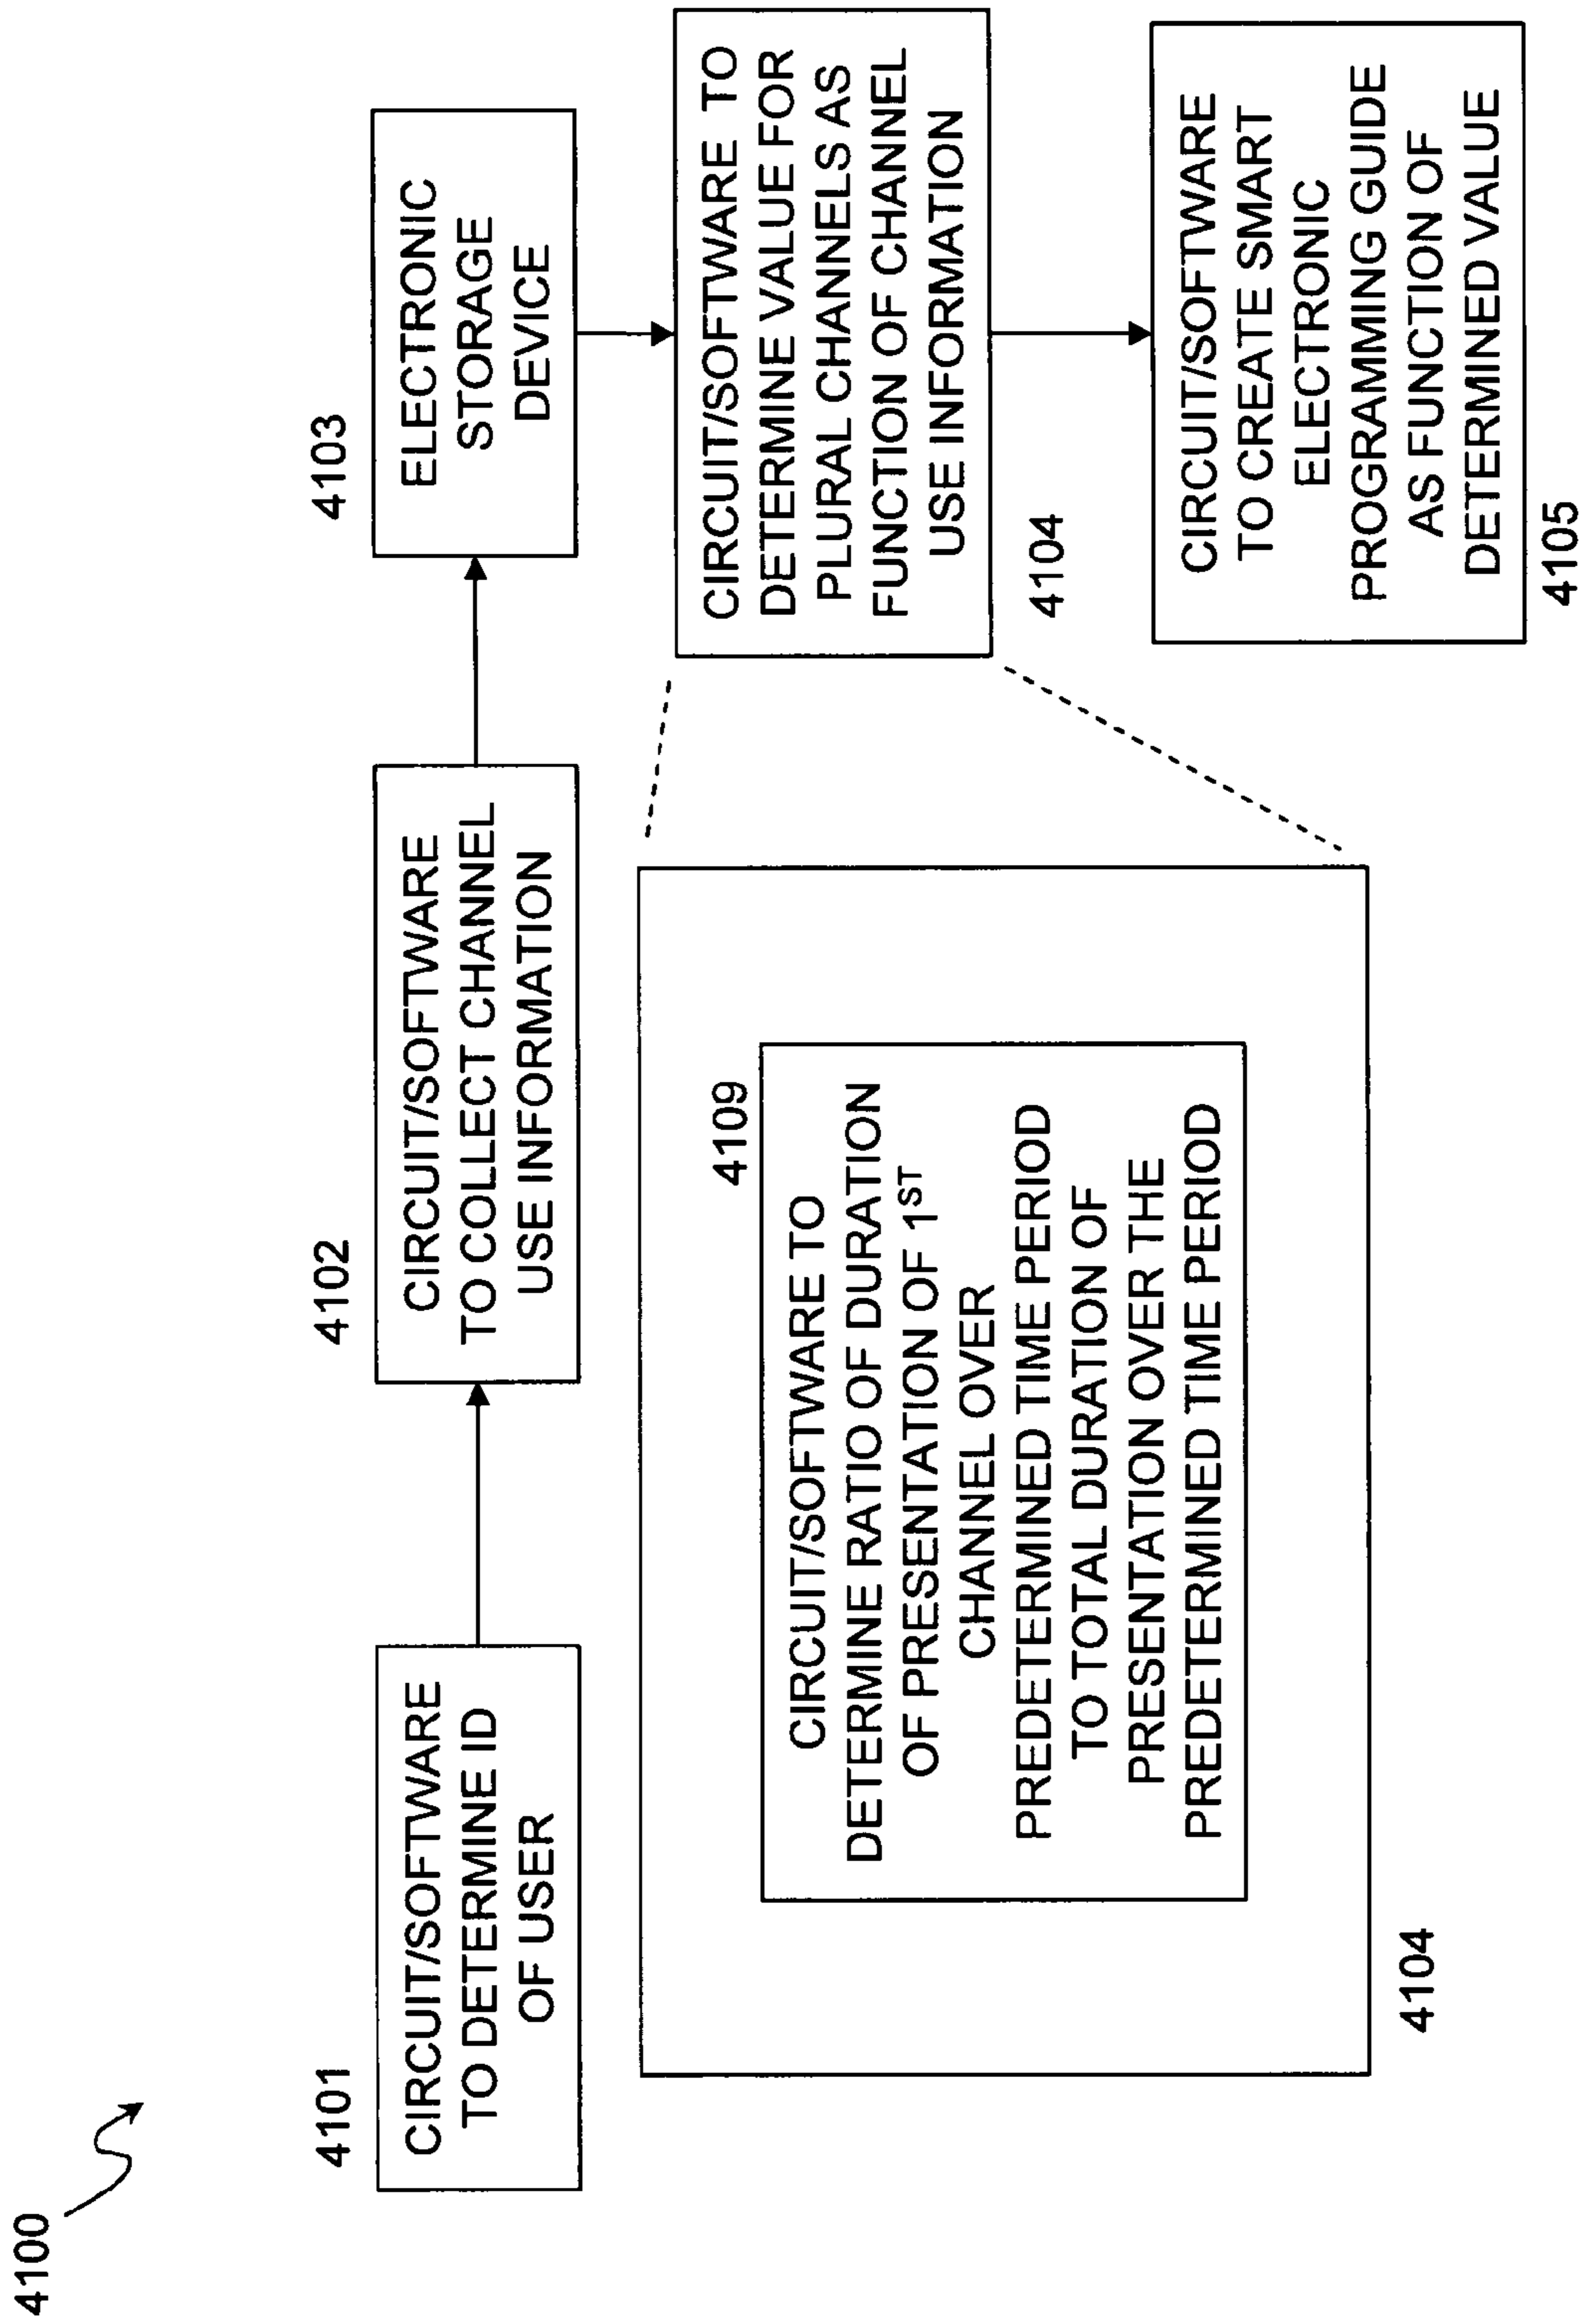 4100
4101
CIRCUIT/SOFTWARE
TO DETERMINE ID
OF USER
4102
CIRCUIT/SOFTWARE
TO COLLECT CHANNEL
USE INFORMATION
4103
ELECTRONIC
STORAGE
DEVICE
CIRCUIT/SOFTWARE TO
DETERMINE VALUE FOR
PLURAL CHANNELS AS
FUNCTION OF CHANNEL
USE INFORMATION
4104
4109
CIRCUIT/SOFTWARE TO
DETERMINE RATIO OF DURATION
OF PRESENTATION OF 1ST
CHANNEL OVER
PREDETERMINED TIME PERIOD
TO TOTAL DURATION OF
PRESENTATION OVER THE
PREDETERMINED TIME PERIOD
4104
CIRCUIT/SOFTWARE
TO CREATE SMART
ELECTRONIC
PROGRAMMING GUIDE
AS FUNCTION OF
DETERMINED VALUE
4105